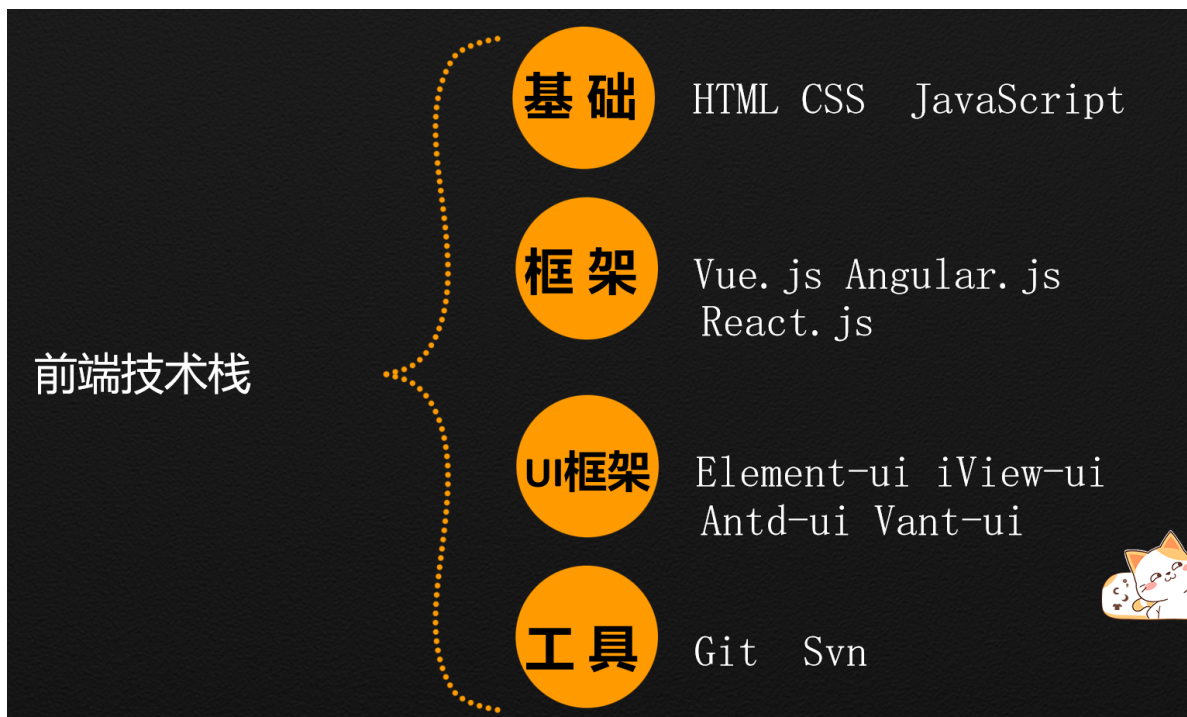 基础
HTML CSS JavaScript
框架
Vue.js Angular.js
React.js
前端技术栈
UI框架
Element-ui iView-ui
Antd-ui Vant-ui
工具
Git Svn